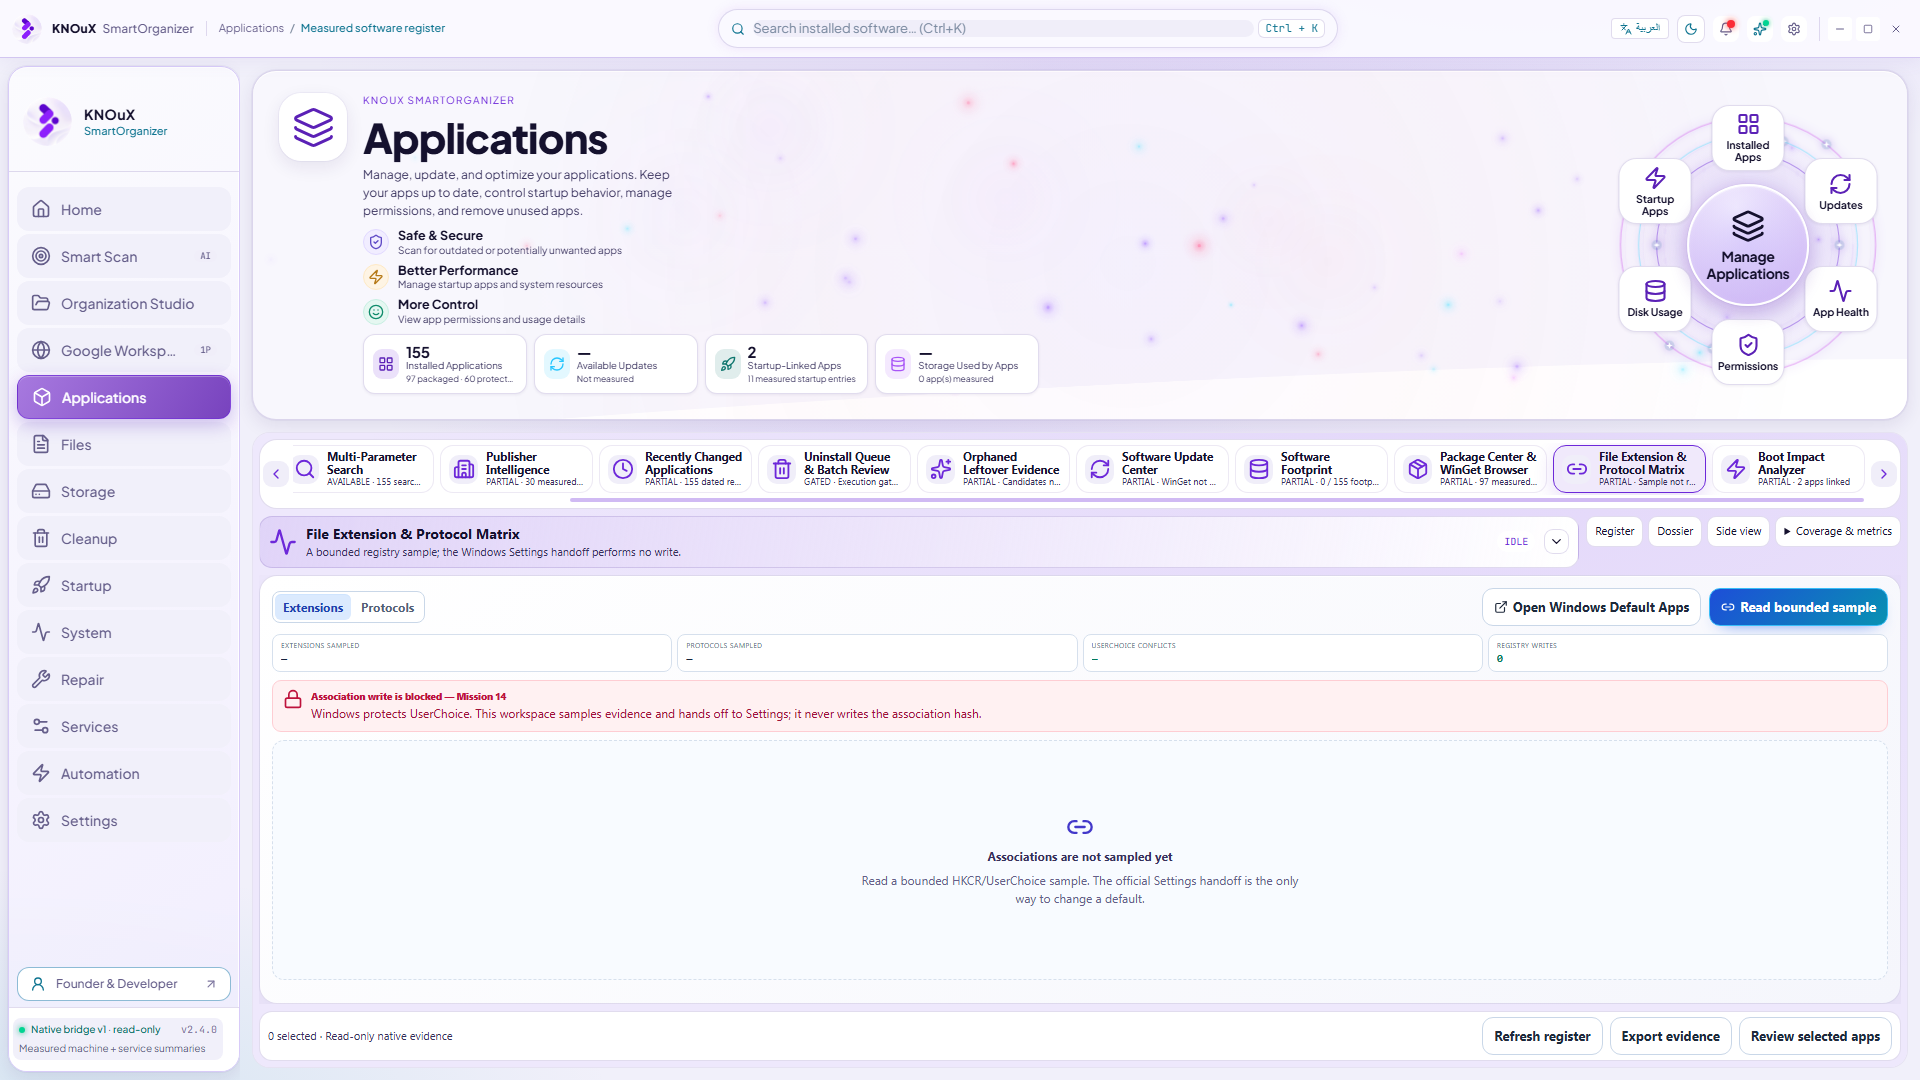 KNOuX SmartOrganizer
Applications / Measured software register
Search installed software... (Ctrl+K)
Ctrl + K
العربية
KNOuX
SmartOrganizer
Home
Smart Scan AI
Organization Studio
Google Worksp... 1P
Applications
Files
Storage
Cleanup
Startup
System
Repair
Services
Automation
Settings
Founder & Developer
Native bridge v1 · read-only v2.4.0
Measured machine + service summaries
KNOUX SMARTORGANIZER
Applications
Manage, update, and optimize your applications. Keep
your apps up to date, control startup behavior, manage
permissions, and remove unused apps.
Safe & Secure
Scan for outdated or potentially unwanted apps
Better Performance
Manage startup apps and system resources
More Control
View app permissions and usage details
155
Installed Applications
97 packaged · 60 protect...
—
Available Updates
Not measured
2
Startup-Linked Apps
11 measured startup entries
—
Storage Used by Apps
0 app(s) measured
Installed
Apps
Startup
Apps
Updates
Manage
Applications
Disk Usage
App Health
Permissions
Multi-Parameter
Search
AVAILABLE · 155 searc...
Publisher
Intelligence
PARTIAL · 30 measured...
Recently Changed
Applications
PARTIAL · 155 dated re...
Uninstall Queue
& Batch Review
GATED · Execution gat...
Orphaned
Leftover Evidence
PARTIAL · Candidates n...
Software Update
Center
PARTIAL · WinGet not ...
Software
Footprint
PARTIAL · 0 / 155 footp...
Package Center &
WinGet Browser
PARTIAL · 97 measured...
File Extension &
Protocol Matrix
PARTIAL · Sample not r...
Boot Impact
Analyzer
PARTIAL · 2 apps linked
File Extension & Protocol Matrix
A bounded registry sample; the Windows Settings handoff performs no write.
IDLE
Register
Dossier
Side view
Coverage & metrics
Extensions
Protocols
Open Windows Default Apps
Read bounded sample
EXTENSIONS SAMPLED
—
PROTOCOLS SAMPLED
—
USERCHOICE CONFLICTS
—
REGISTRY WRITES
0
Association write is blocked — Mission 14
Windows protects UserChoice. This workspace samples evidence and hands off to Settings; it never writes the association hash.
Associations are not sampled yet
Read a bounded HKCR/UserChoice sample. The official Settings handoff is the only
way to change a default.
0 selected · Read-only native evidence
Refresh register
Export evidence
Review selected apps